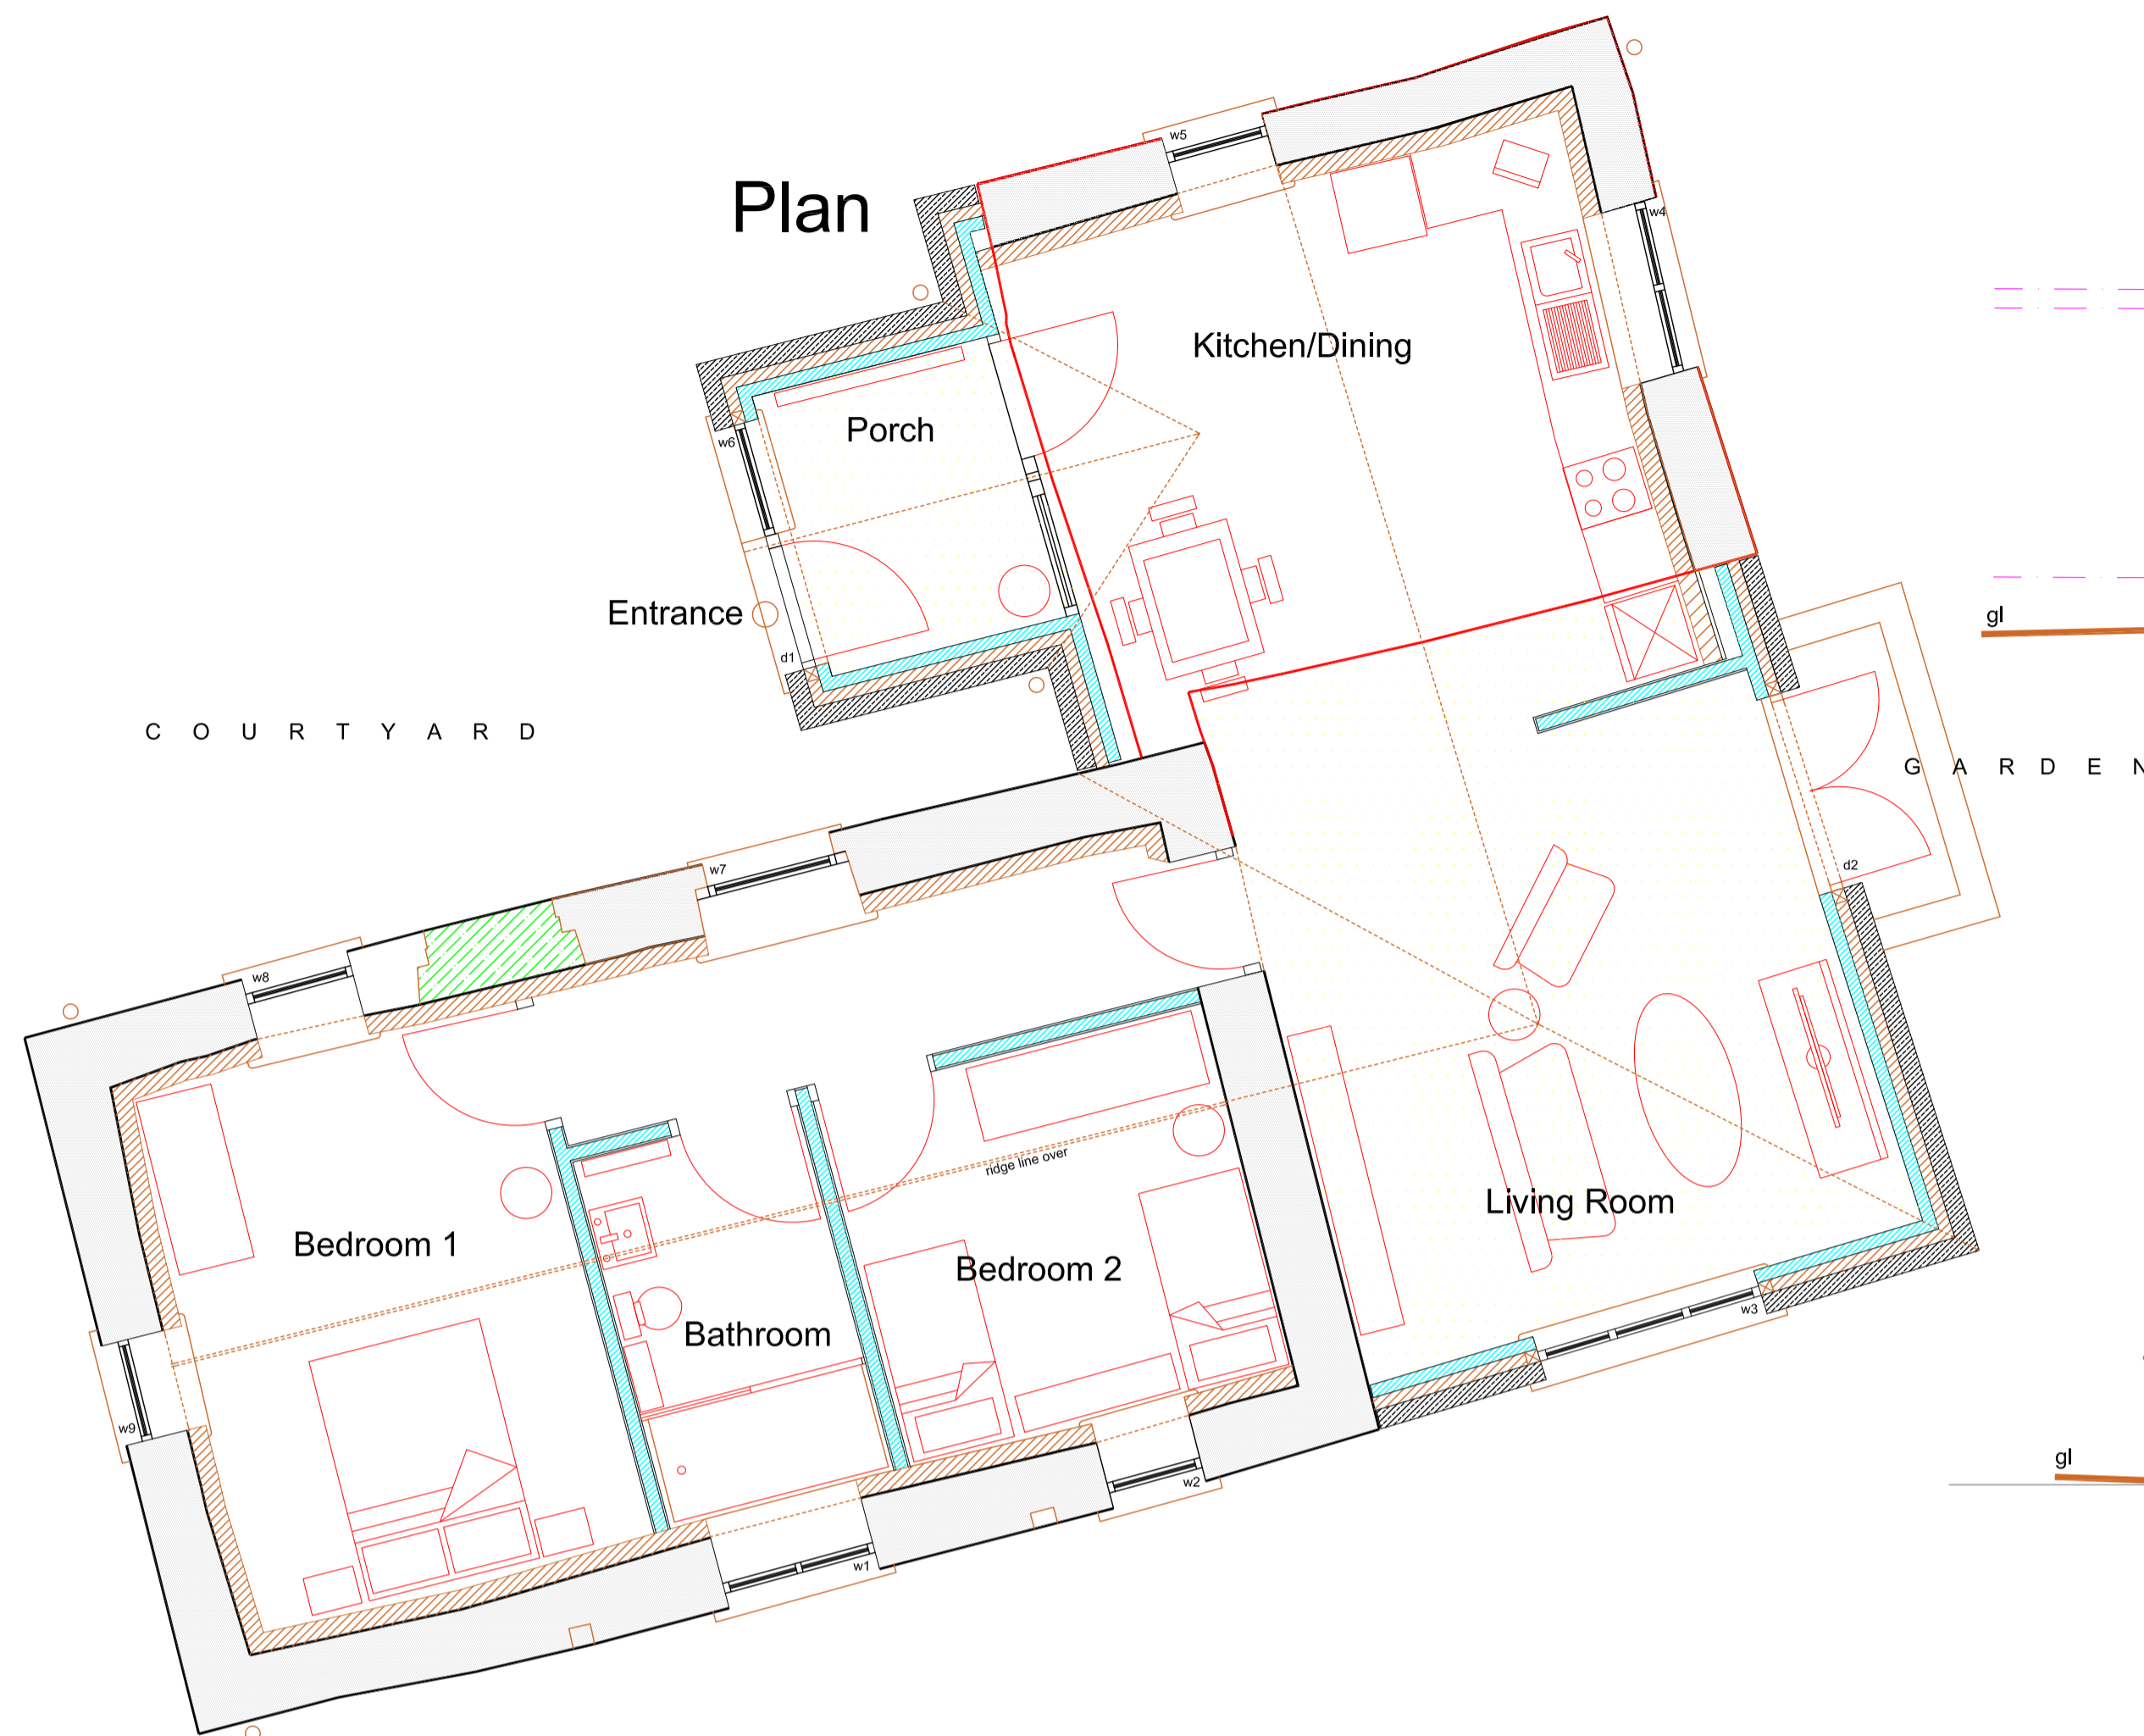 w5
Plan
w4
Kitchen/Dining
Porch
w6
gl
Entrance
d1
C O U R T Y A R D
G A R D E N
d2
w7
w8
ridge line over
Living Room
Bedroom 1
Bedroom 2
w3
Bathroom
w9
gl
w2
w1